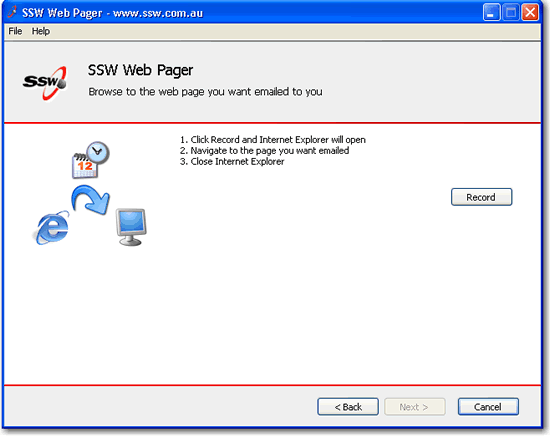 SSW Web Pager - www.ssw.com.au
File Help
SSW
SSW Web Pager
Browse to the web page you want emailed to you
12
1. Click Record and Internet Explorer will open
2. Navigate to the page you want emailed
3. Close Internet Explorer
Record
< Back Next > Cancel